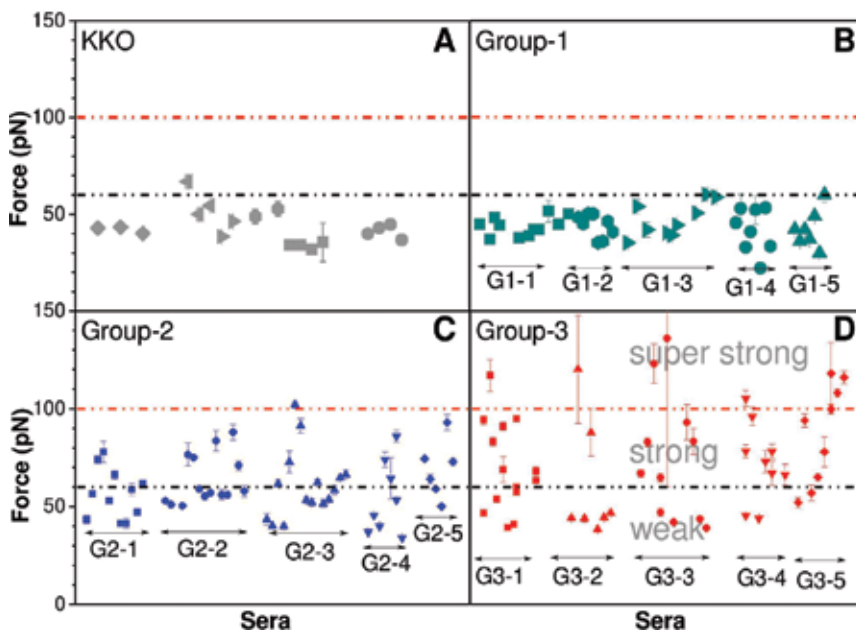 150
KKO
A
Group-1
B
100
Force (pN)
50
G1-1
G1-2
G1-3
G1-4
G1-5
150
Group-2
C
Group-3
D
super strong
100
Force (pN)
strong
50
weak
G2-1
G2-2
G2-3
G2-4
G2-5
G3-1
G3-2
G3-3
G3-4
G3-5
0
Sera
Sera